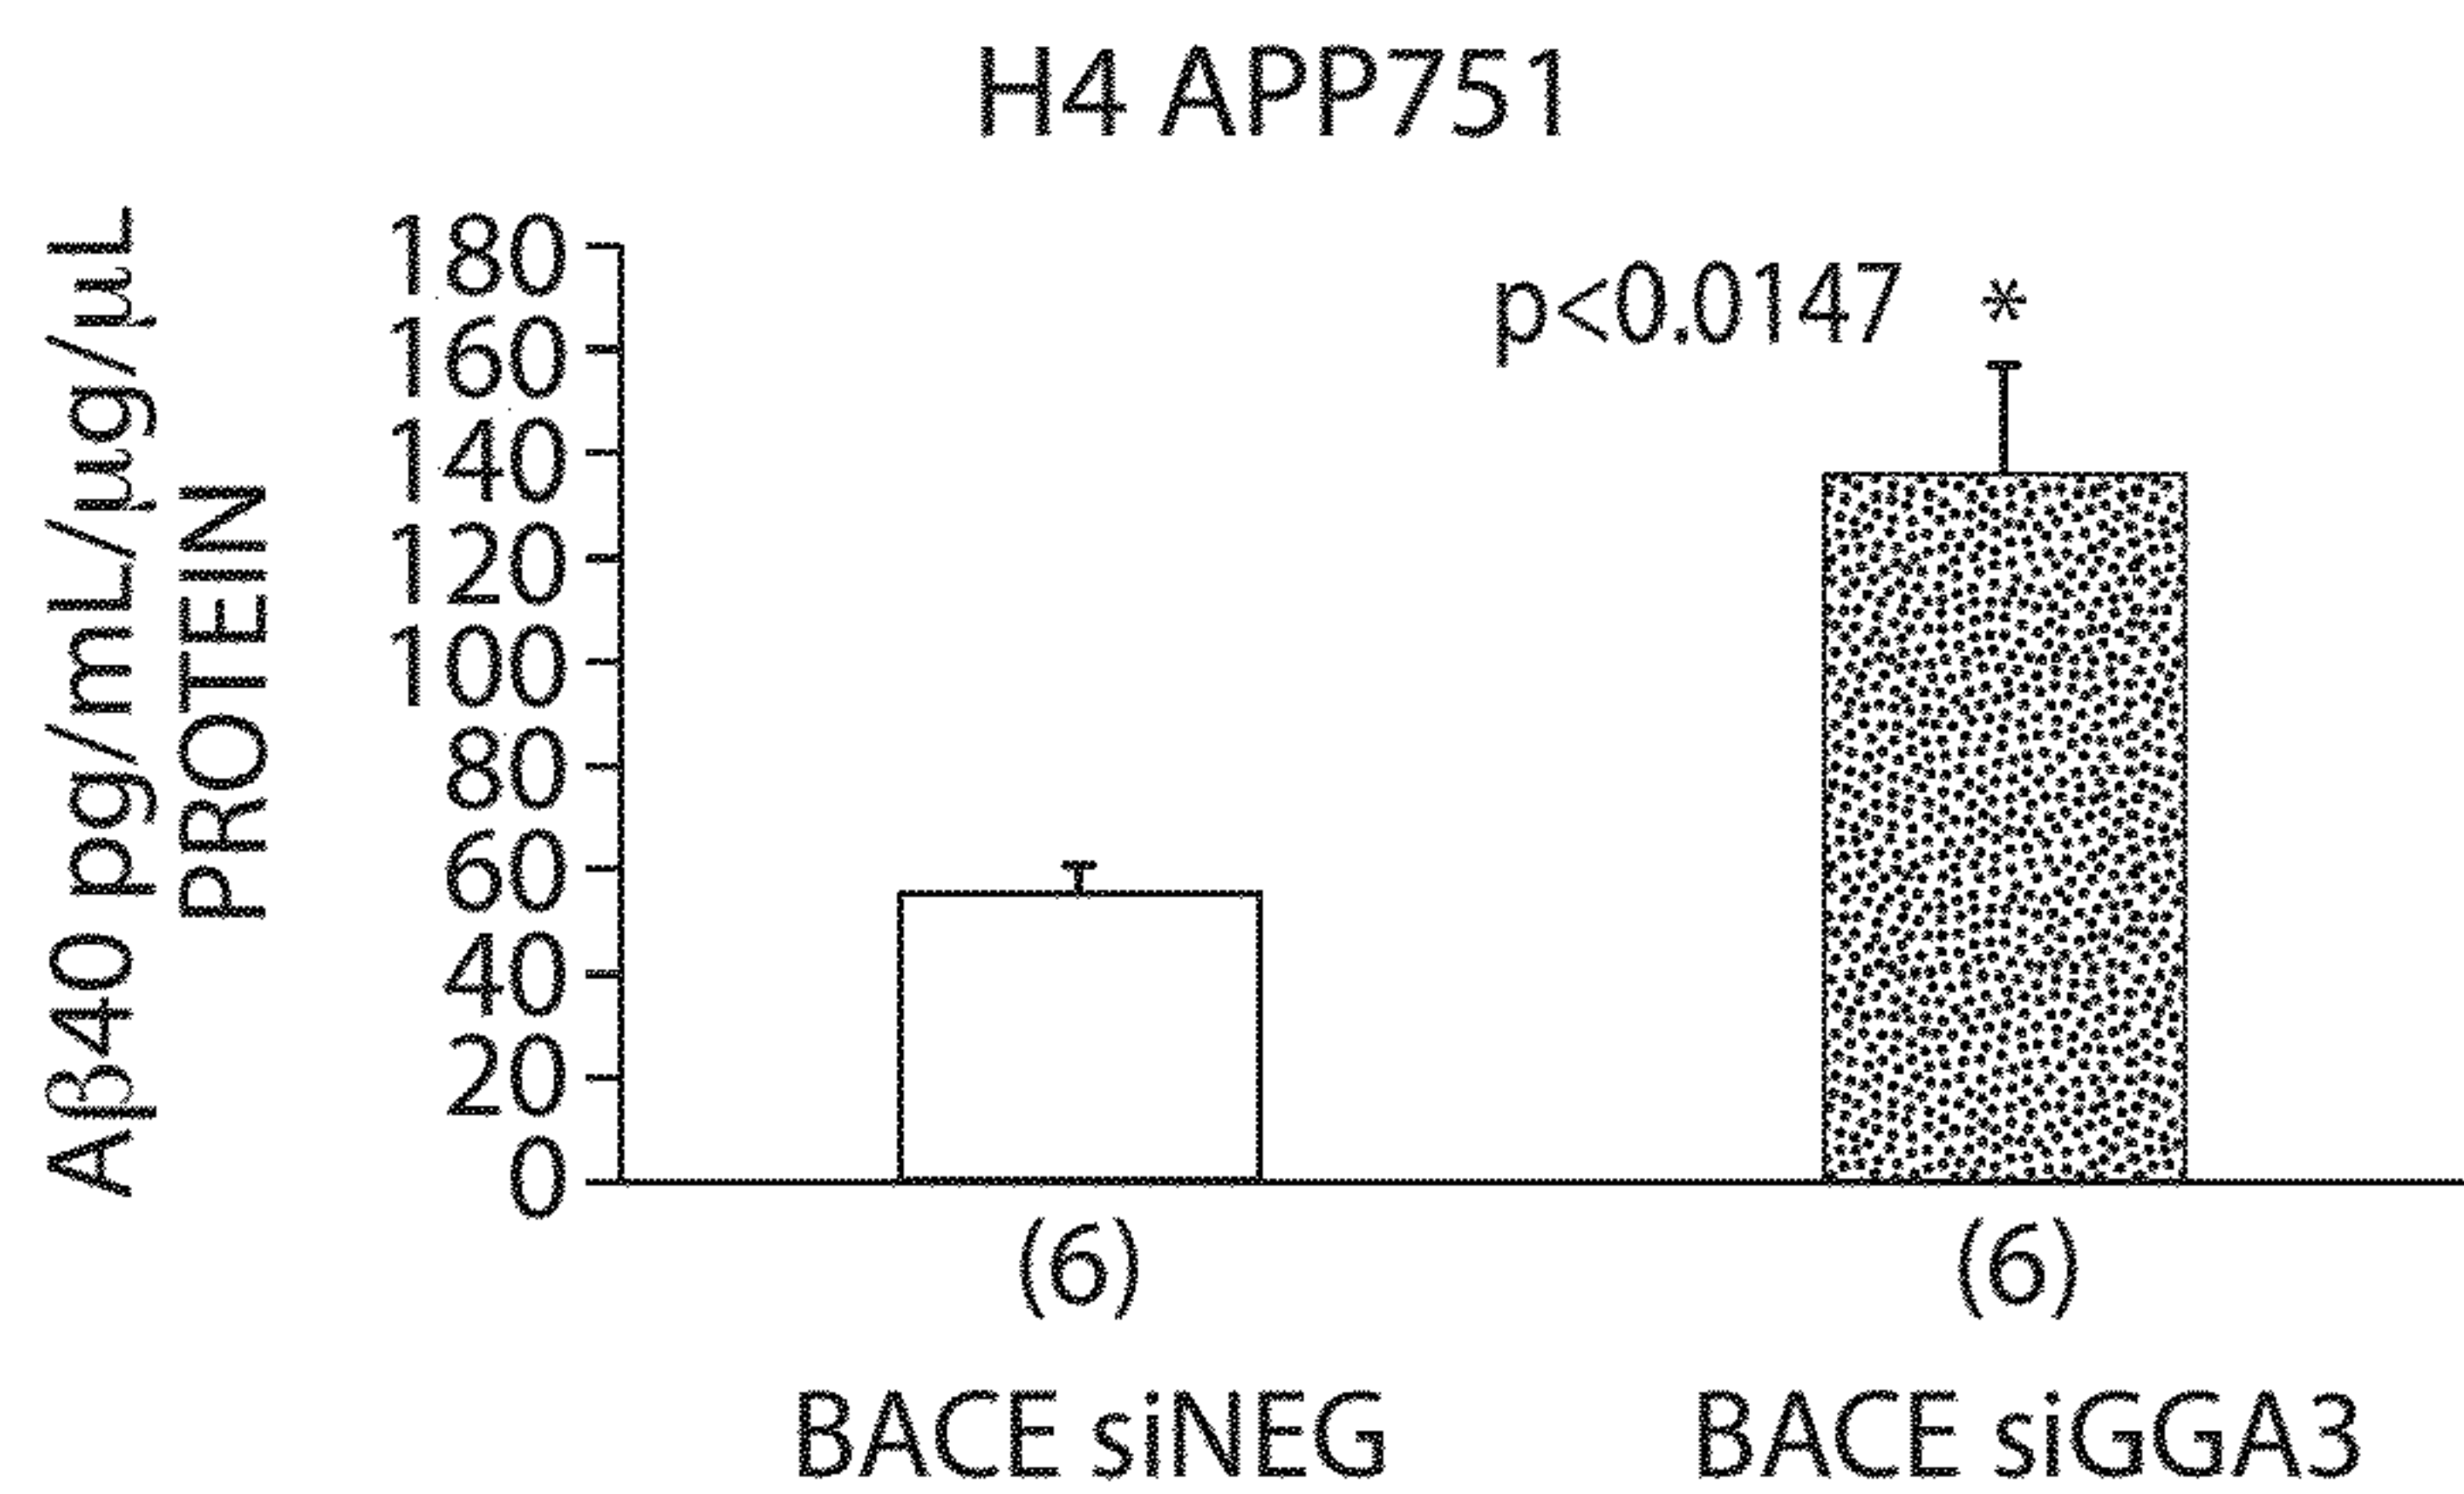 H4 APP751
Aβ40 pg/mL/µg/µL
PROTEIN
180
160
140
120
100
80
60
40
20
0
p<0.0147 *
(6)
(6)
BACE siNEG
BACE siGGA3